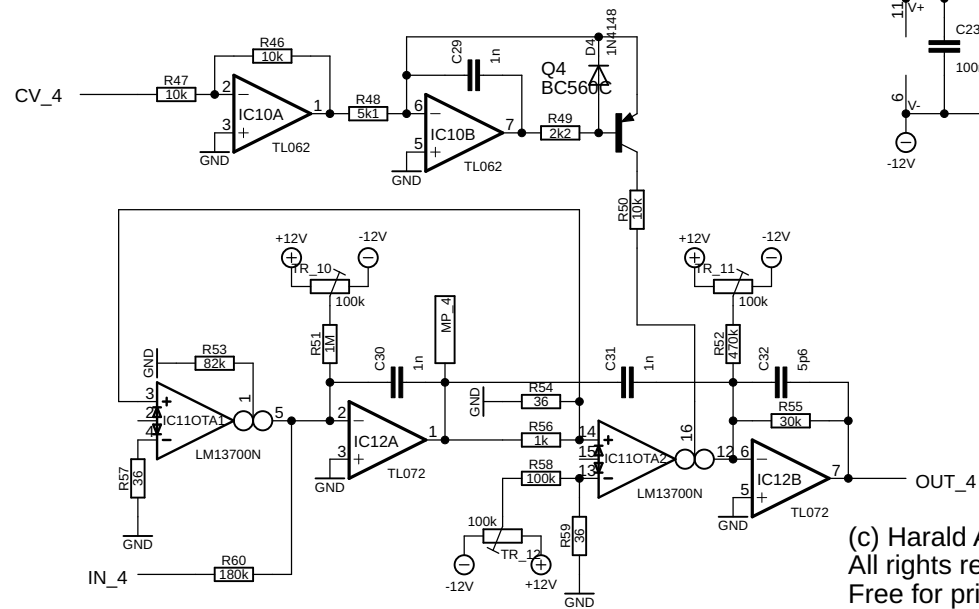 11
V+
C23
100
6
V-
-12V
CV_4
R47
10k
R46
10k
2
3
1
IC10A
TL062
GND
R48
5k1
C29
1n
6
5
7
IC10B
TL062
GND
R49
2k2
Q4
BC560C
D4
1N4148
R50
10k
+12V
-12V
TR_10
100k
R51
1M
MP_4
C30
1n
GND
R53
82k
3
2
4
1
5
IC11OTA1
LM13700N
R57
36
GND
IN_4
R60
180k
2
3
1
IC12A
TL072
GND
GND
R54
36
R56
1k
R58
100k
100k
TR_12
-12V
+12V
R59
36
GND
C31
1n
14
15
13
16
12
IC11OTA2
LM13700N
+12V
-12V
TR_11
100k
R52
470k
C32
5p6
R55
30k
6
5
7
IC12B
TL072
GND
OUT_4
(c) Harald A
All rights re
Free for pri